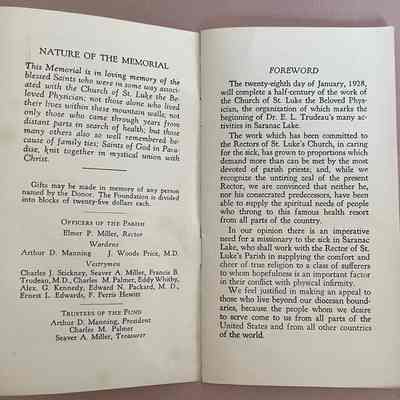 NATURE OF THE MEMORIAL
This Memorial is in loving memory of the
blessed Saints who were in some way associ-
ated with the Church of St. Luke the Be-
loved Physician; not those alone who lived
their lives within these mountain walls, not
only those who came through years from
distant parts in search of health, but those
many others also so well remembered be-
cause of family ties; Saints of God in Para-
dise, knit together in mystical union with
Christ.
Gifts may be made in memory of any person
named by the Donor. The Foundation is divided
into blocks of twenty-five dollars each.
OFFICERS OF THE PARISH
Elmer P. Miller, Rector
Wardens
Arthur D. Manning J. Woods Price, M.D.
Vestrymen
Charles J. Stickney, Seaver A. Miller, Francis B.
Trudeau, M.D., Charles M. Palmer, Eddy Whitby,
Alex. G. Kennedy, Edward N. Packard, M. D.,
Ernest L. Edwards, F. Ferris Hewitt
TRUSTEES OF THE FUND
Arthur D. Manning, President
Charles M. Palmer
Seaver A. Miller, Treasurer
FOREWORD
The twenty-eighth day of January, 1928,
will complete a half-century of the work of
the Church of St. Luke the Beloved Phys-
ician, the organization of which marks the
beginning of Dr. E. L. Trudeau's many ac-
tivities in Saranac Lake.
The work which has been committed to
the Rectors of St. Luke's Church, in caring
for the sick, has grown to proportions which
demand more than can be met by the most
devoted of parish priests; and, while we
recognize the untiring zeal of the present
Rector, we are convinced that neither he,
nor his consecrated predecessors, have been
able to supply the spiritual needs of people
who throng to this famous health resort
from all parts of the country.
In our opinion there is an imperative
need for a missionary to the sick in Saranac
Lake, who shall work with the Rector of St.
Luke's Parish in supplying the comfort and
cheer of true religion to a class of sufferers
to whom hopefulness is an important factor
in their conflict with physical infirmity.
We feel justified in making an appeal to
those who live beyond our diocesan bound-
aries, because the people whom we desire
to serve come to us from all parts of the
United States and from all other countries
of the world.